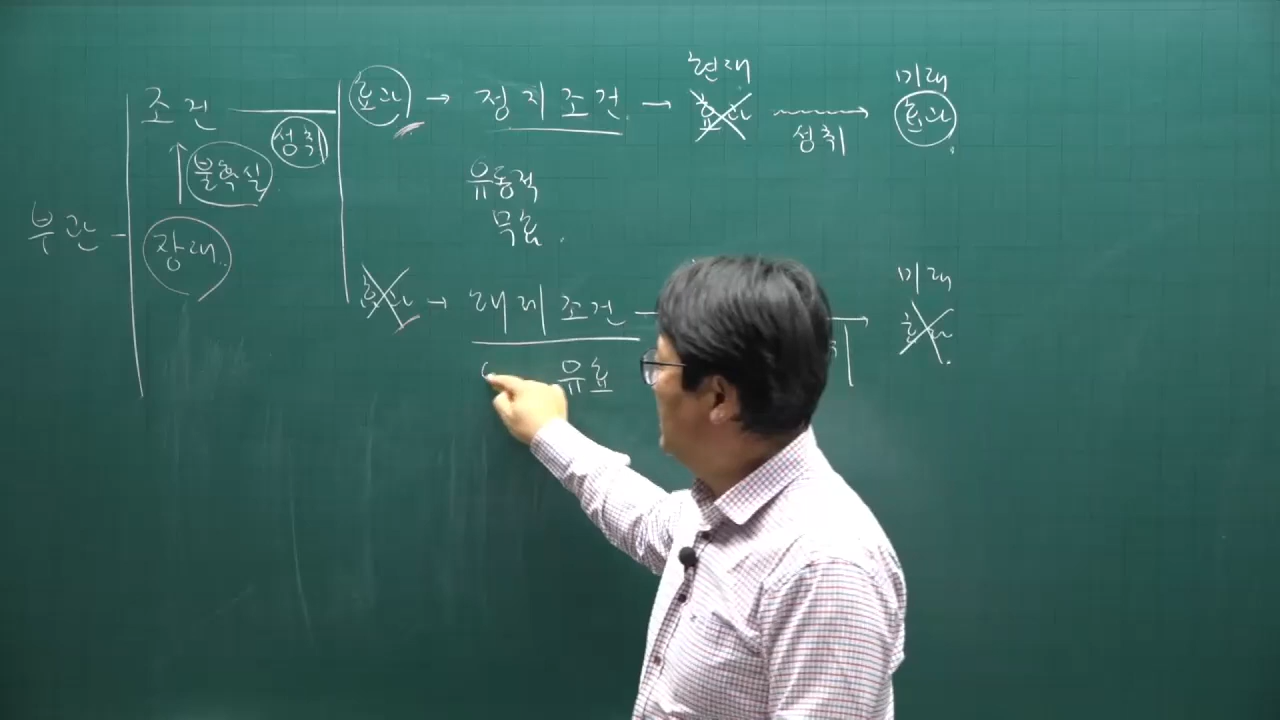 부관
조건
성취
불확실
장래
효과 → 정지조건 → 현재 효과 성취 미래 효과
유동적
무효
효과 → 해제조건 미래 효과
유효